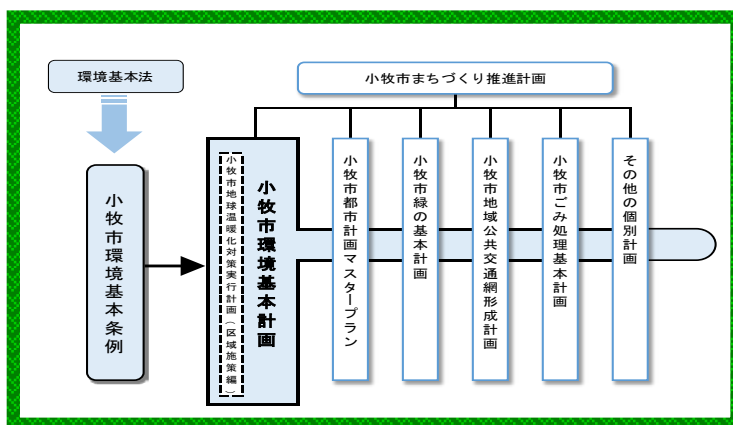 環境基本法
小牧市まちづくり推進計画
小牧市環境基本条例
小牧市環境基本計画
小牧市地球温暖化対策実行計画（区域施策編）
小牧市都市計画マスタープラン
小牧市緑の基本計画
小牧市地域公共交通網形成計画
小牧市ごみ処理基本計画
その他の個別計画